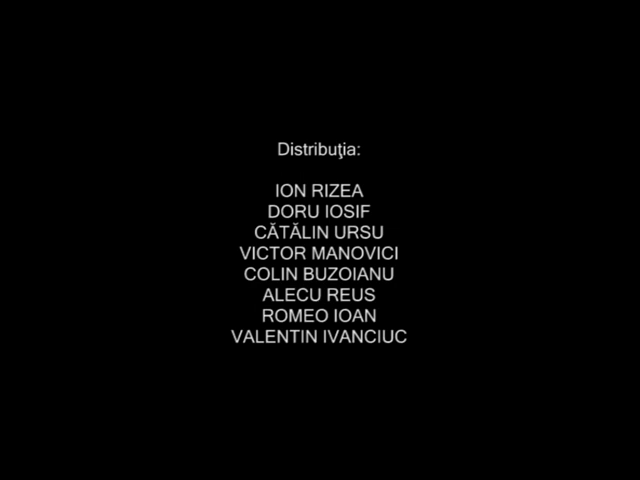 Distribuţia:
ION RIZEA
DORU IOSIF
CĂTĂLIN URSU
VICTOR MANOVICI
COLIN BUZOIANU
ALECU REUS
ROMEO IOAN
VALENTIN IVANCIUC